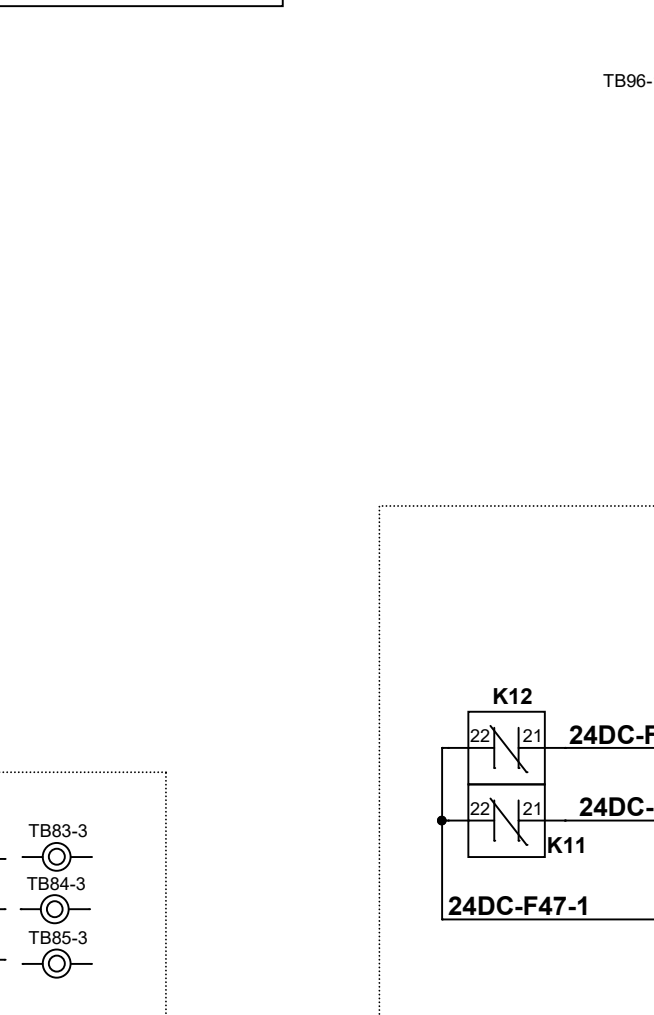 TB96-
K12
22 21 24DC-F
22 21 24DC-
K11
TB83-3
TB84-3
24DC-F47-1
TB85-3